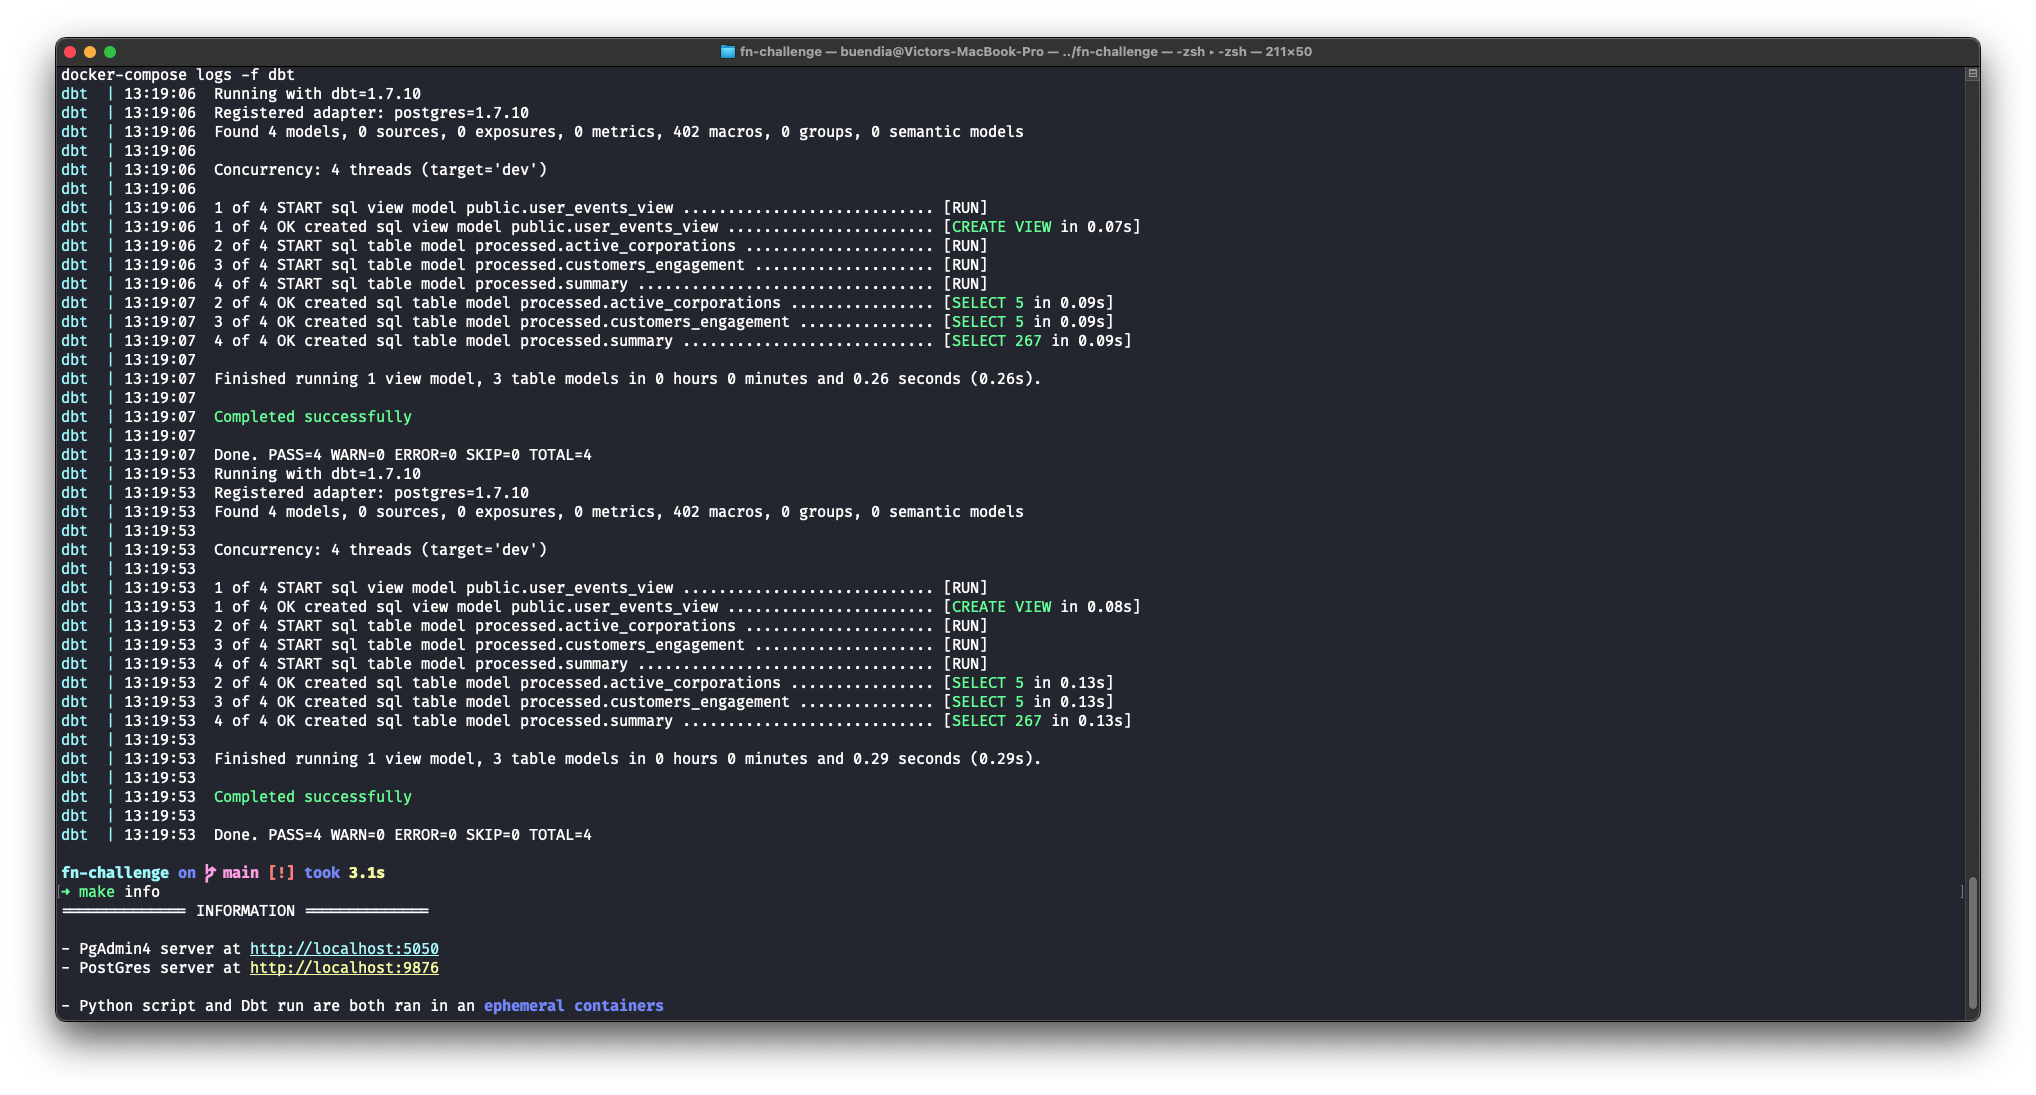 fn-challenge — buendia@Victors-MacBook-Pro — ../fn-challenge — -zsh ▸ -zsh — 211×50
docker-compose logs -f dbt
dbt  | 13:19:06  Running with dbt=1.7.10
dbt  | 13:19:06  Registered adapter: postgres=1.7.10
dbt  | 13:19:06  Found 4 models, 0 sources, 0 exposures, 0 metrics, 402 macros, 0 groups, 0 semantic models
dbt  | 13:19:06
dbt  | 13:19:06  Concurrency: 4 threads (target='dev')
dbt  | 13:19:06
dbt  | 13:19:06  1 of 4 START sql view model public.user_events_view ............................ [RUN]
dbt  | 13:19:06  1 of 4 OK created sql view model public.user_events_view ....................... [CREATE VIEW in 0.07s]
dbt  | 13:19:06  2 of 4 START sql table model processed.active_corporations ..................... [RUN]
dbt  | 13:19:06  3 of 4 START sql table model processed.customers_engagement .................... [RUN]
dbt  | 13:19:06  4 of 4 START sql table model processed.summary ................................. [RUN]
dbt  | 13:19:07  2 of 4 OK created sql table model processed.active_corporations ................ [SELECT 5 in 0.09s]
dbt  | 13:19:07  3 of 4 OK created sql table model processed.customers_engagement ............... [SELECT 5 in 0.09s]
dbt  | 13:19:07  4 of 4 OK created sql table model processed.summary ............................ [SELECT 267 in 0.09s]
dbt  | 13:19:07
dbt  | 13:19:07  Finished running 1 view model, 3 table models in 0 hours 0 minutes and 0.26 seconds (0.26s).
dbt  | 13:19:07
dbt  | 13:19:07  Completed successfully
dbt  | 13:19:07
dbt  | 13:19:07  Done. PASS=4 WARN=0 ERROR=0 SKIP=0 TOTAL=4
dbt  | 13:19:53  Running with dbt=1.7.10
dbt  | 13:19:53  Registered adapter: postgres=1.7.10
dbt  | 13:19:53  Found 4 models, 0 sources, 0 exposures, 0 metrics, 402 macros, 0 groups, 0 semantic models
dbt  | 13:19:53
dbt  | 13:19:53  Concurrency: 4 threads (target='dev')
dbt  | 13:19:53
dbt  | 13:19:53  1 of 4 START sql view model public.user_events_view ............................ [RUN]
dbt  | 13:19:53  1 of 4 OK created sql view model public.user_events_view ....................... [CREATE VIEW in 0.08s]
dbt  | 13:19:53  2 of 4 START sql table model processed.active_corporations ..................... [RUN]
dbt  | 13:19:53  3 of 4 START sql table model processed.customers_engagement .................... [RUN]
dbt  | 13:19:53  4 of 4 START sql table model processed.summary ................................. [RUN]
dbt  | 13:19:53  2 of 4 OK created sql table model processed.active_corporations ................ [SELECT 5 in 0.13s]
dbt  | 13:19:53  3 of 4 OK created sql table model processed.customers_engagement ............... [SELECT 5 in 0.13s]
dbt  | 13:19:53  4 of 4 OK created sql table model processed.summary ............................ [SELECT 267 in 0.13s]
dbt  | 13:19:53
dbt  | 13:19:53  Finished running 1 view model, 3 table models in 0 hours 0 minutes and 0.29 seconds (0.29s).
dbt  | 13:19:53
dbt  | 13:19:53  Completed successfully
dbt  | 13:19:53
dbt  | 13:19:53  Done. PASS=4 WARN=0 ERROR=0 SKIP=0 TOTAL=4
fn-challenge on main [!] took 3.1s
➜ make info
============== INFORMATION ==============
- PgAdmin4 server at http://localhost:5050
- PostGres server at http://localhost:9876
- Python script and Dbt run are both ran in an ephemeral containers